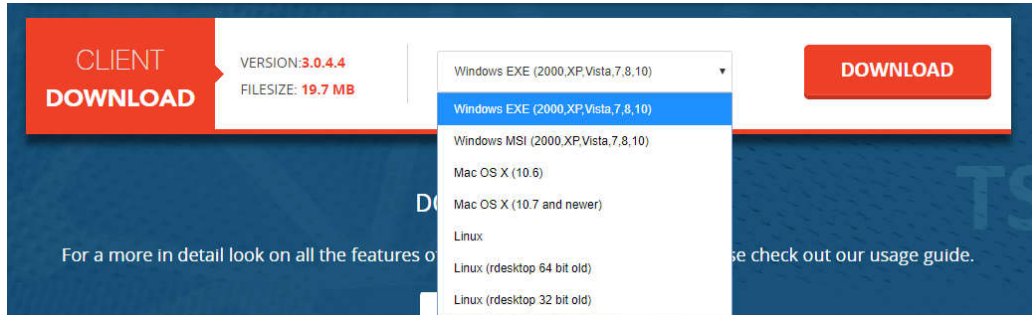 CLIENT
DOWNLOAD
VERSION:3.0.4.4
FILESIZE: 19.7 MB
Windows EXE (2000,XP,Vista,7,8,10)
DOWNLOAD
Windows EXE (2000,XP,Vista,7,8,10)
Windows MSI (2000,XP,Vista,7,8,10)
Mac OS X (10.6)
Mac OS X (10.7 and newer)
Linux
Linux (rdesktop 64 bit old)
Linux (rdesktop 32 bit old)
TS
For a more in detail look on all the features
check out our usage guide.